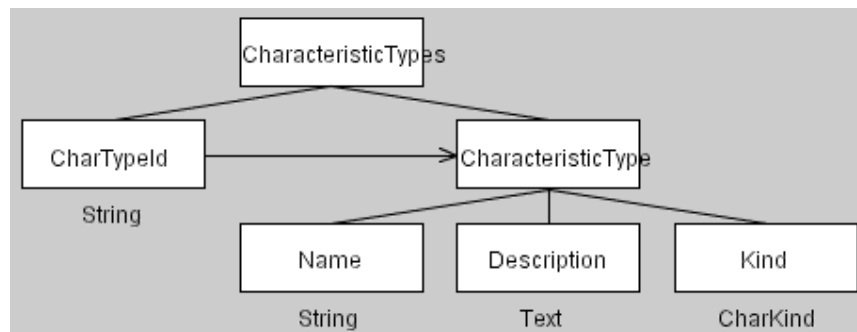 CharacteristicTypes
CharTypeId
CharacteristicType
String
Name
Description
Kind
String
Text
CharKind